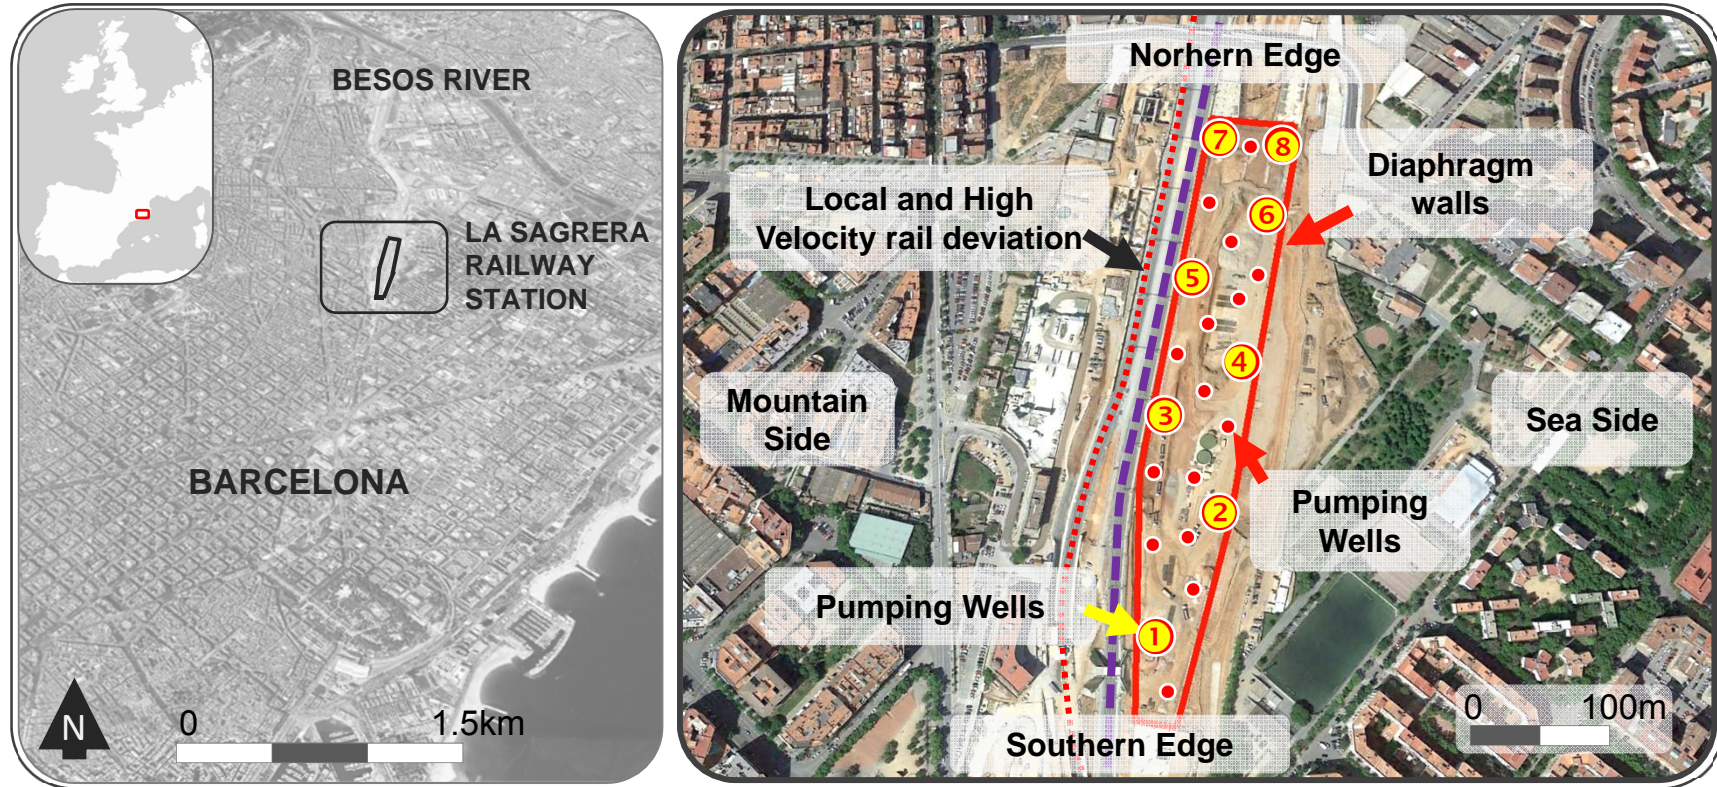 BESOS RIVER
LA SAGRERA
RAILWAY
STATION
BARCELONA
N
0
1.5km
Norhern Edge
7
8
Diaphragm
walls
Local and High
Velocity rail deviation
6
5
4
Mountain
Side
3
Sea Side
2
Pumping
Wells
Pumping Wells
1
0
100m
Southern Edge